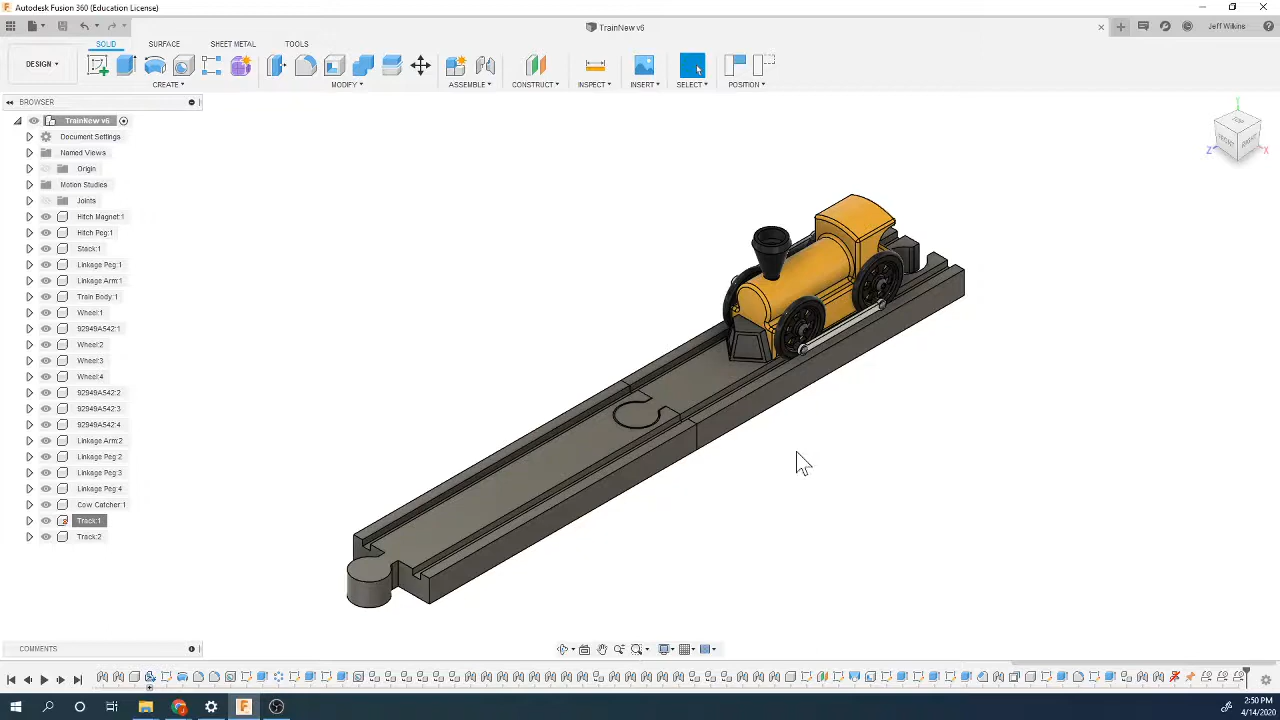 Autodesk Fusion 360 (Education License)
TrainNew v6
Jeff Wilkins
SOLID SURFACE SHEET METAL TOOLS
DESIGN
CREATE MODIFY ASSEMBLE CONSTRUCT INSPECT INSERT SELECT POSITION
BROWSER
TrainNew v6
Document Settings
Named Views
Origin
Motion Studies
Joints
Hitch Magnet:1
Hitch Peg:1
Stack:1
Linkage Peg:1
Linkage Arm:1
Train Body:1
Wheel:1
92949A542:1
Wheel:2
Wheel:3
Wheel:4
92949A542:2
92949A542:3
92949A542:4
Linkage Arm:2
Linkage Peg:2
Linkage Peg:3
Linkage Peg:4
Cow Catcher:1
Track:1
Track:2
Y
TOP
FRONT
RIGHT
Z
X
COMMENTS
2:50 PM
4/14/2020